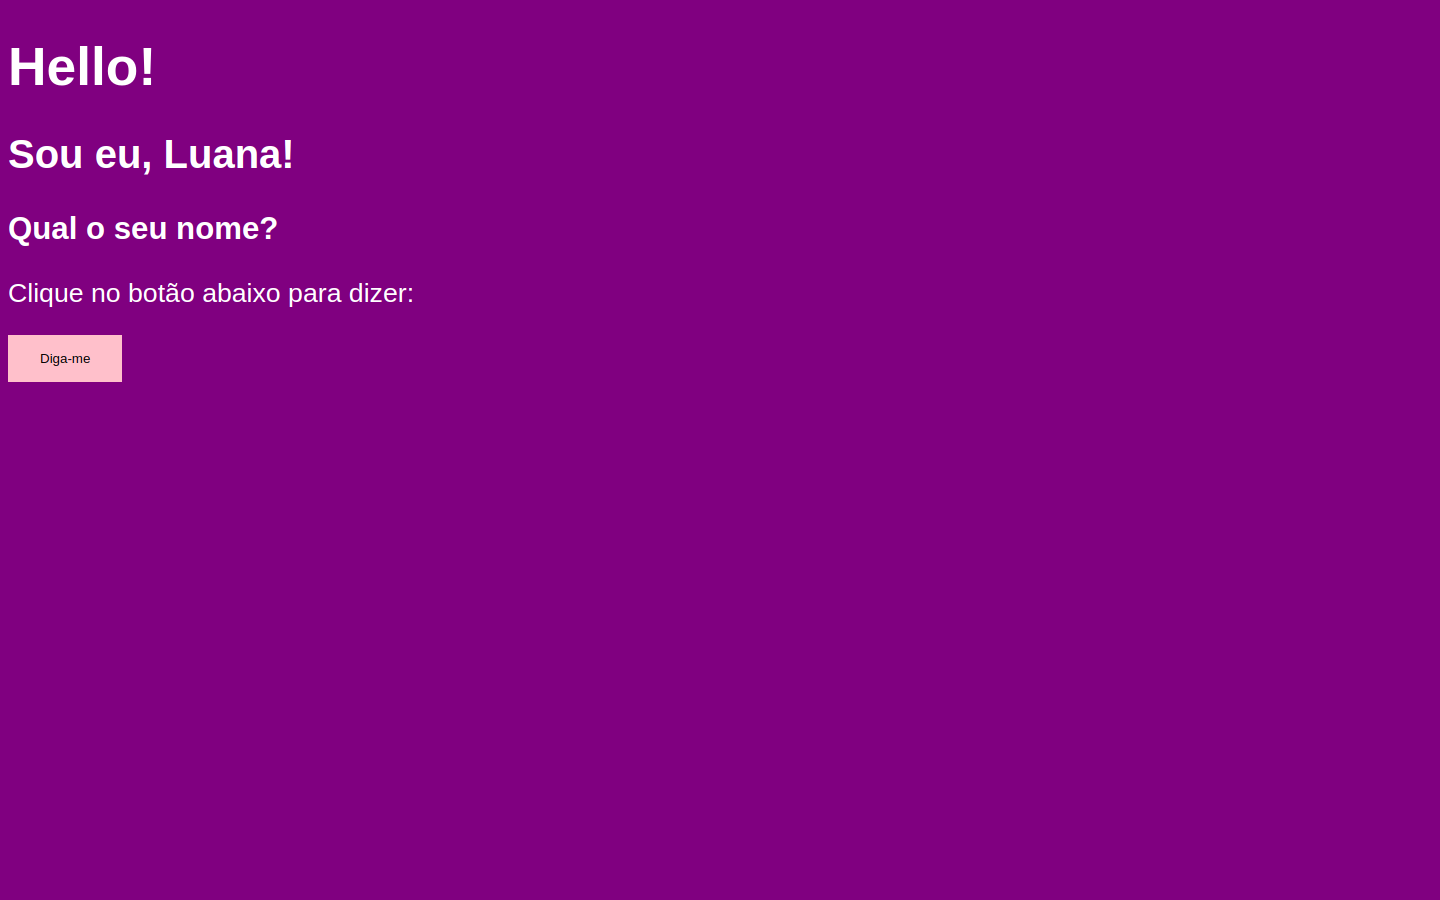 Hello!
Sou eu, Luana!
Qual o seu nome?
Clique no botão abaixo para dizer:
Diga-me